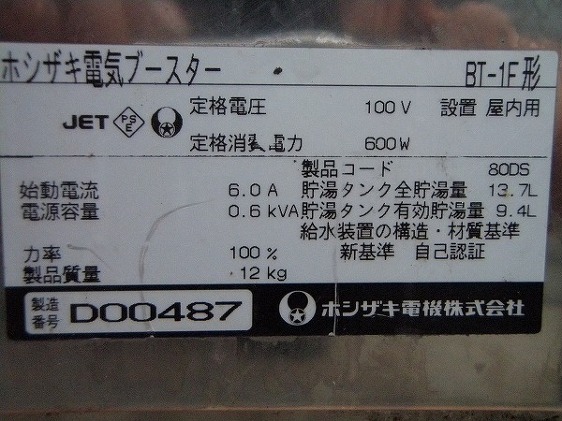 ホシザキ電気ブースター BT-1F形
JET PSE 定格電圧 100V 設置 屋内用
定格消費電力 600W
製品コード 80DS
始動電流 6.0A 貯湯タンク全貯湯量 13.7L
電源容量 0.6kVA 貯湯タンク有効貯湯量 9.4L
給水装置の構造・材質基準
力率 100% 新基準 自己認証
製品質量 12kg
製造番号 D00487 ホシザキ電機株式会社